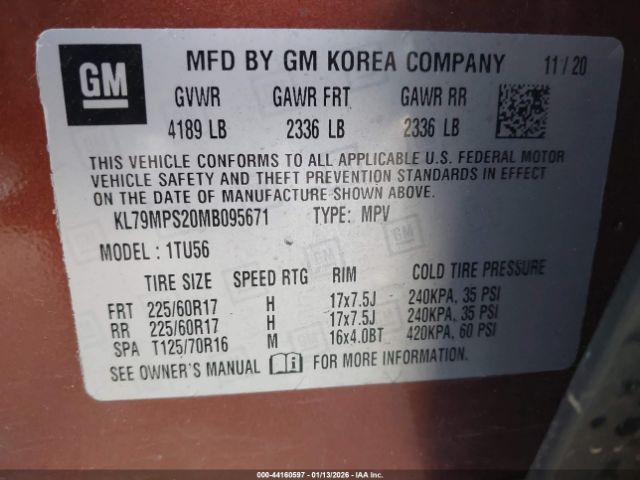 GM
MFD BY GM KOREA COMPANY 11/20
GVWR GAWR FRT GAWR RR
4189 LB 2336 LB 2336 LB
THIS VEHICLE CONFORMS TO ALL APPLICABLE U.S. FEDERAL MOTOR
VEHICLE SAFETY AND THEFT PREVENTION STANDARDS IN EFFECT
ON THE DATE OF MANUFACTURE SHOWN ABOVE.
KL79MPS20MB095671 TYPE: MPV
MODEL: 1TU56
TIRE SIZE SPEED RTG RIM COLD TIRE PRESSURE
FRT 225/60R17 H 17x7.5J 240KPA, 35 PSI
RR 225/60R17 H 17x7.5J 240KPA, 35 PSI
SPA T125/70R16 M 16x4.0BT 420KPA, 60 PSI
SEE OWNER'S MANUAL FOR MORE INFORMATION.
000-44160597 - 01/13/2026 - IAAI.COM